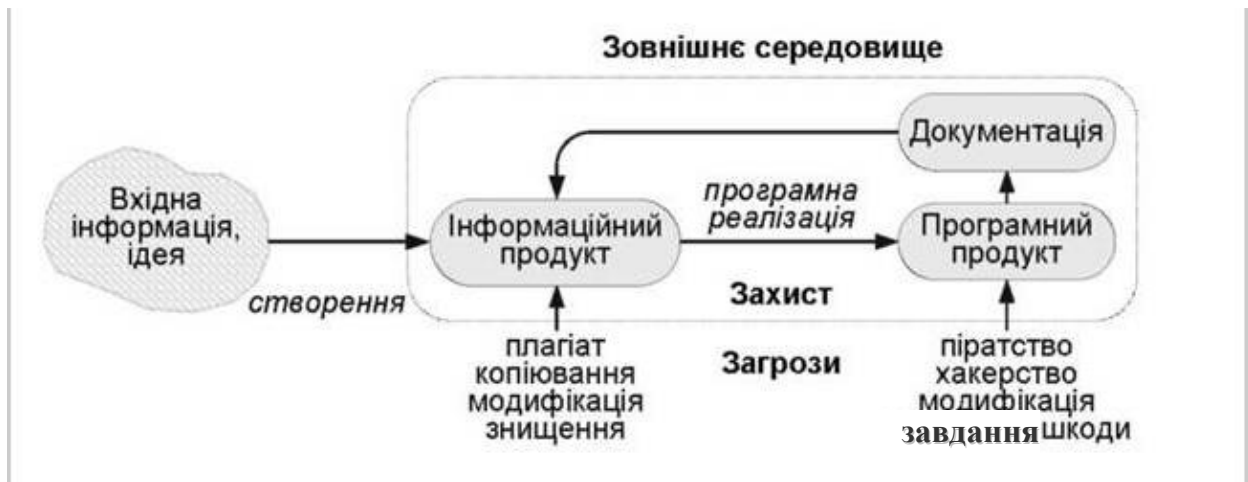 Зовнішнє середовище
Документація
Вхідна
інформація,
ідея
створення
Інформаційний
продукт
програмна
реалізація
Програмний
продукт
Захист
Загрози
плагіат
копіювання
модифікація
знищення
піратство
хакерство
модифікація
завдання шкоди